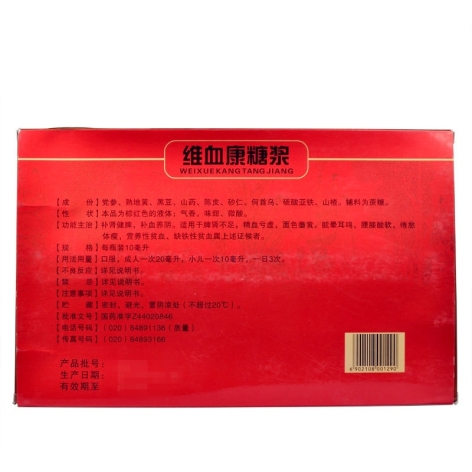 维血康糖浆
WEIXUEKANGTANGJIANG
【成　　份】党参、熟地黄、黑豆、山药、陈皮、砂仁、何首乌、硫酸亚铁、山楂，辅料为蔗糖。
【性　　状】本品为棕红色的液体；气香，味甜、微酸。
【功能主治】补肾健脾，补血养阴。适用于脾肾不足，精血亏虚，面色萎黄，眩晕耳鸣，腰膝酸软，倦怠
体瘦，营养性贫血，缺铁性贫血属上述证候者。
【规　　格】每瓶装10毫升
【用法用量】口服，成人一次20毫升，小儿一次10毫升，一日3次。
【不良反应】详见说明书。
【禁　　忌】详见说明书。
【注意事项】详见说明书。
【贮　　藏】密封，避光，置阴凉处（不超过20℃）。
【批准文号】国药准字Z44020846
【电话号码】（020）84891138（质量）
【传真号码】（020）84893160
产品批号：
生产日期：
有效期至：
6902108001290